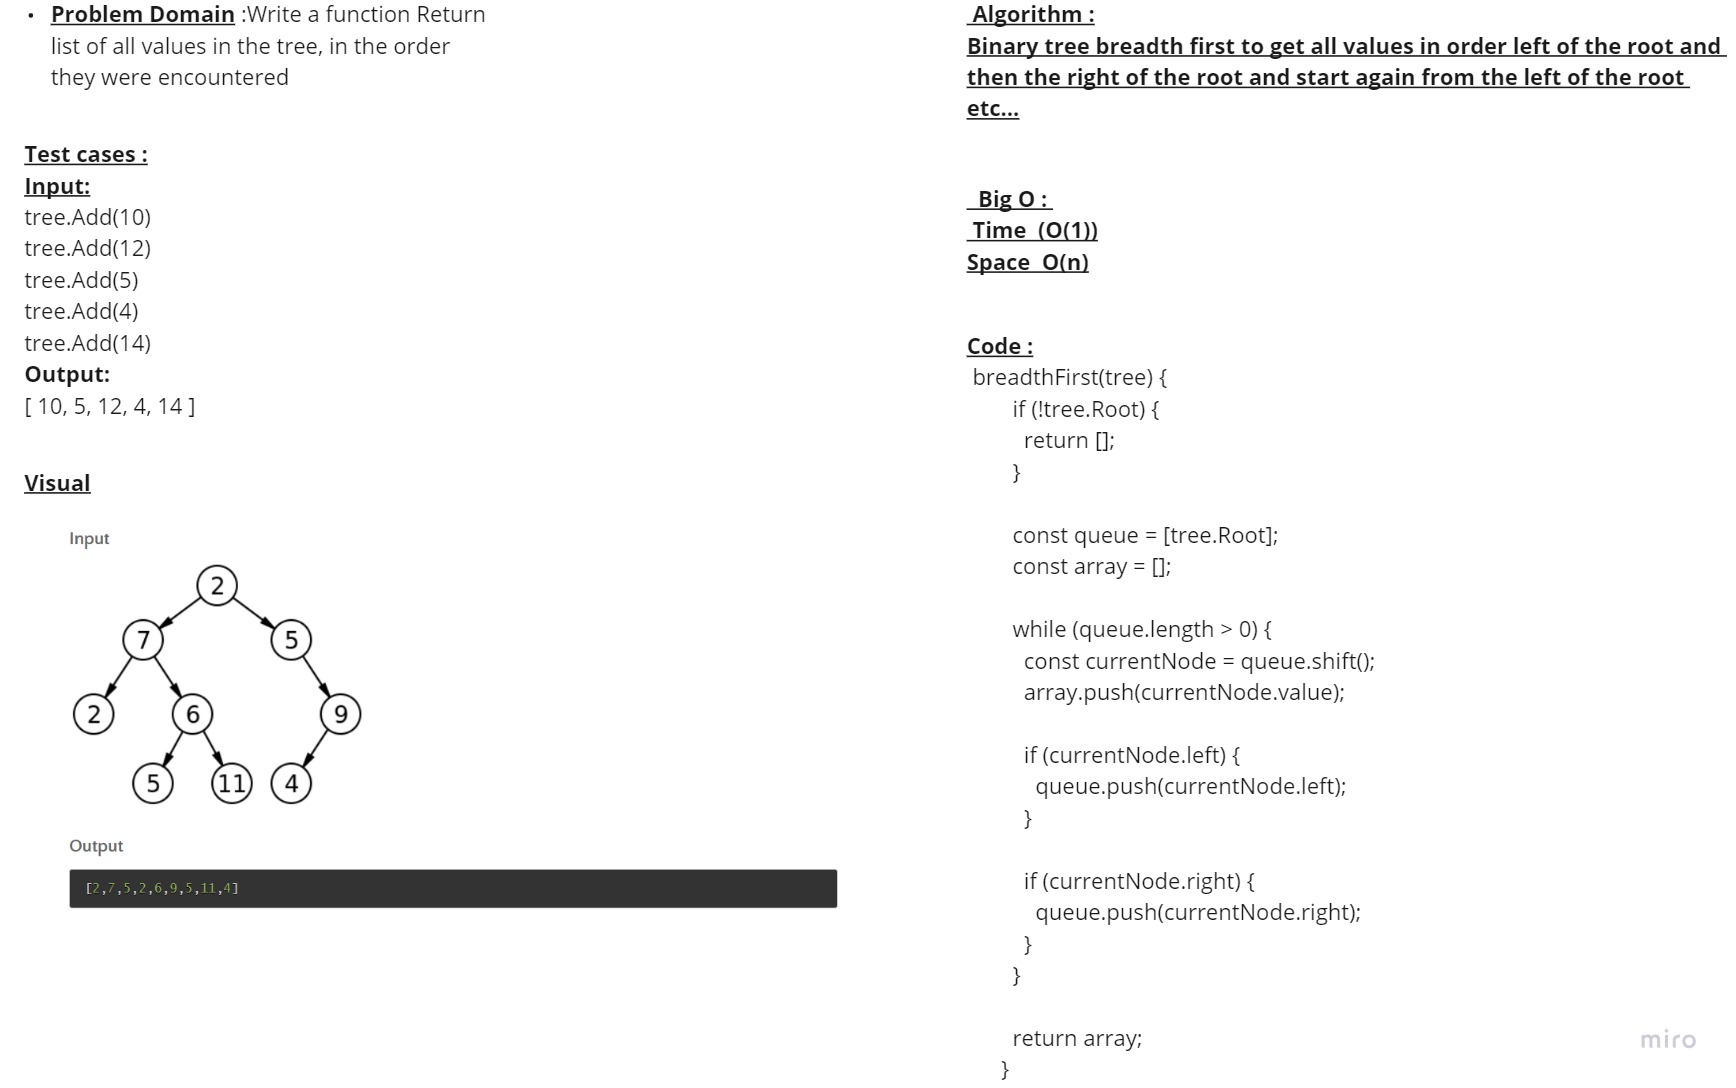 • Problem Domain :Write a function Return
list of all values in the tree, in the order
they were encountered
Test cases :
Input:
tree.Add(10)
tree.Add(12)
tree.Add(5)
tree.Add(4)
tree.Add(14)
Output:
[ 10, 5, 12, 4, 14 ]
Visual
Input
2
7 5
2 6 9
5 11 4
Output
[2,7,5,2,6,9,5,11,4]
Algorithm :
Binary tree breadth first to get all values in order left of the root and
then the right of the root and start again from the left of the root
etc...
Big O :
Time (O(1))
Space O(n)
Code :
breadthFirst(tree) {
if (!tree.Root) {
return [];
}
const queue = [tree.Root];
const array = [];
while (queue.length > 0) {
const currentNode = queue.shift();
array.push(currentNode.value);
if (currentNode.left) {
queue.push(currentNode.left);
}
if (currentNode.right) {
queue.push(currentNode.right);
}
}
return array;
}
miro